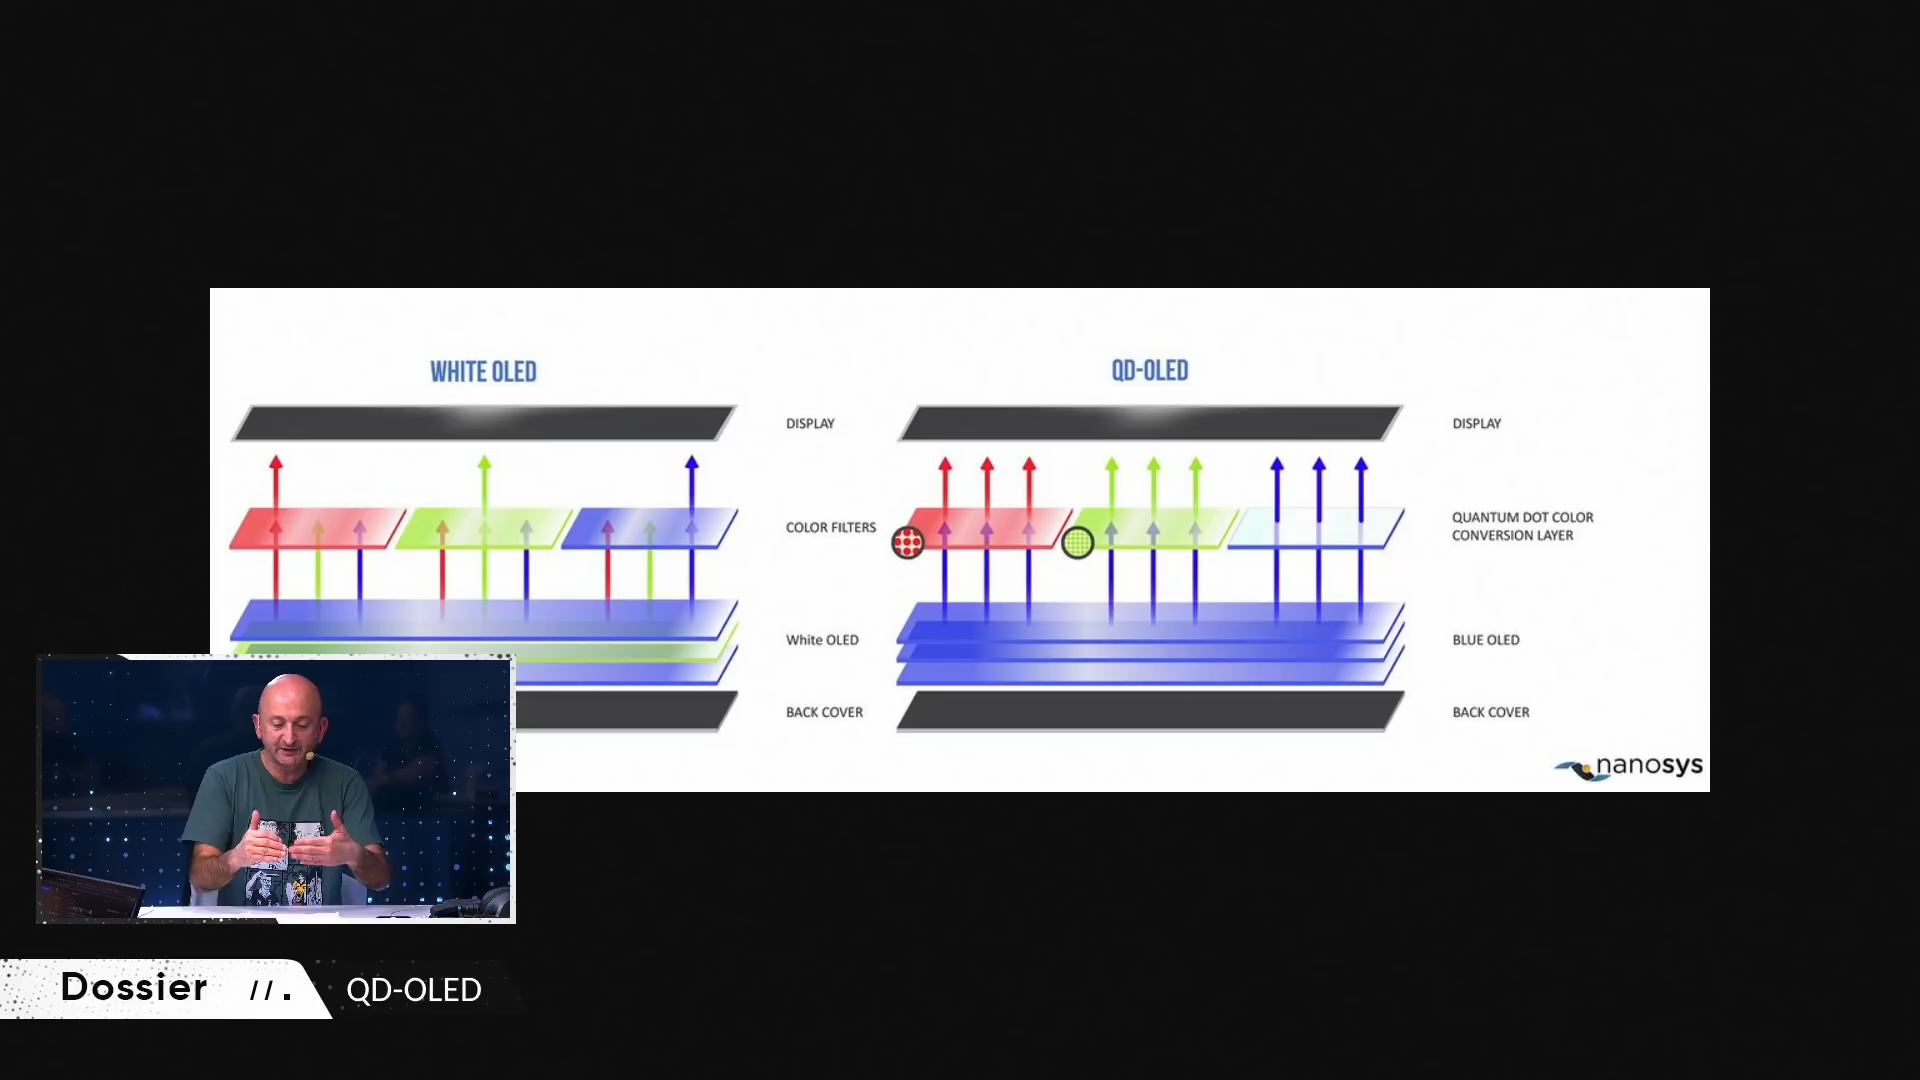 WHITE OLED
DISPLAY
COLOR FILTERS
White OLED
BACK COVER
QD-OLED
DISPLAY
QUANTUM DOT COLOR
CONVERSION LAYER
BLUE OLED
BACK COVER
nanosys
Dossier //.
QD-OLED